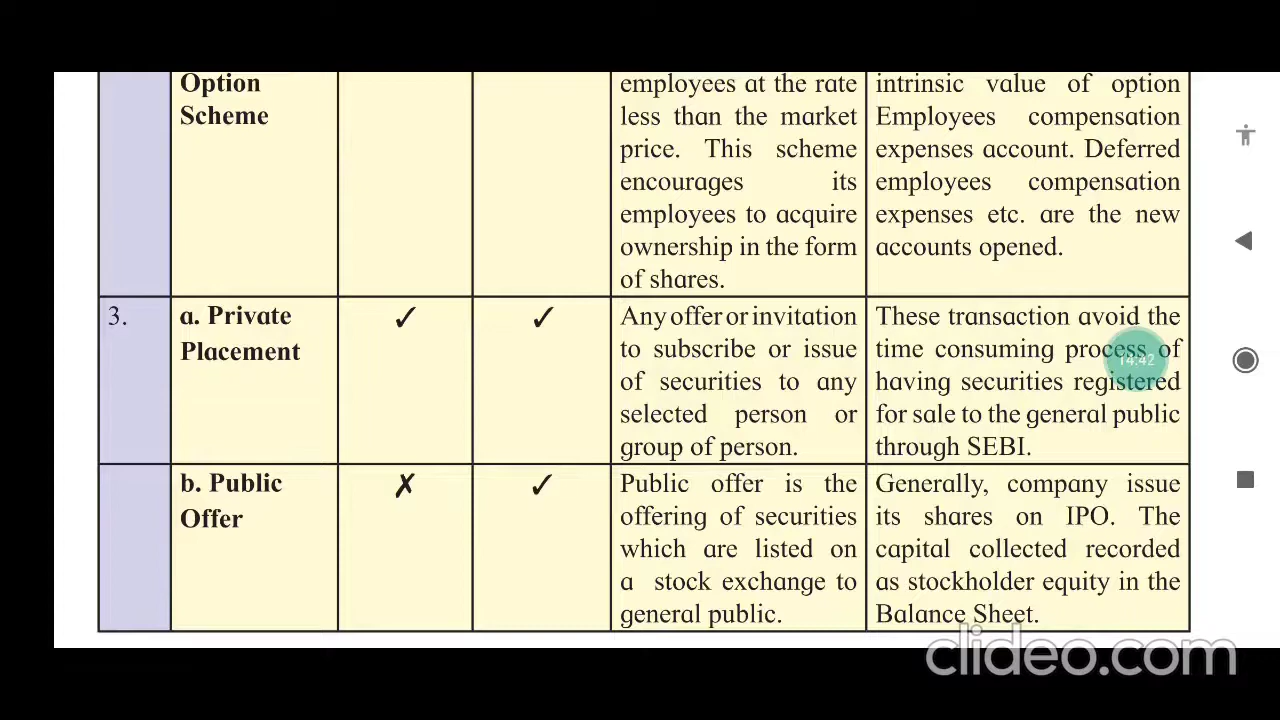 Option
Scheme
employees at the rate
less than the market
price. This scheme
encourages its
employees to acquire
ownership in the form
of shares.
intrinsic value of option
Employees compensation
expenses account. Deferred
employees compensation
expenses etc. are the new
accounts opened.
3.
a. Private
Placement
✓
✓
Any offer or invitation
to subscribe or issue
of securities to any
selected person or
group of person.
These transaction avoid the
time consuming process of
having securities registered
for sale to the general public
through SEBI.
14:42
b. Public
Offer
✗
✓
Public offer is the
offering of securities
which are listed on
a stock exchange to
general public.
Generally, company issue
its shares on IPO. The
capital collected recorded
as stockholder equity in the
Balance Sheet.
clideo.com